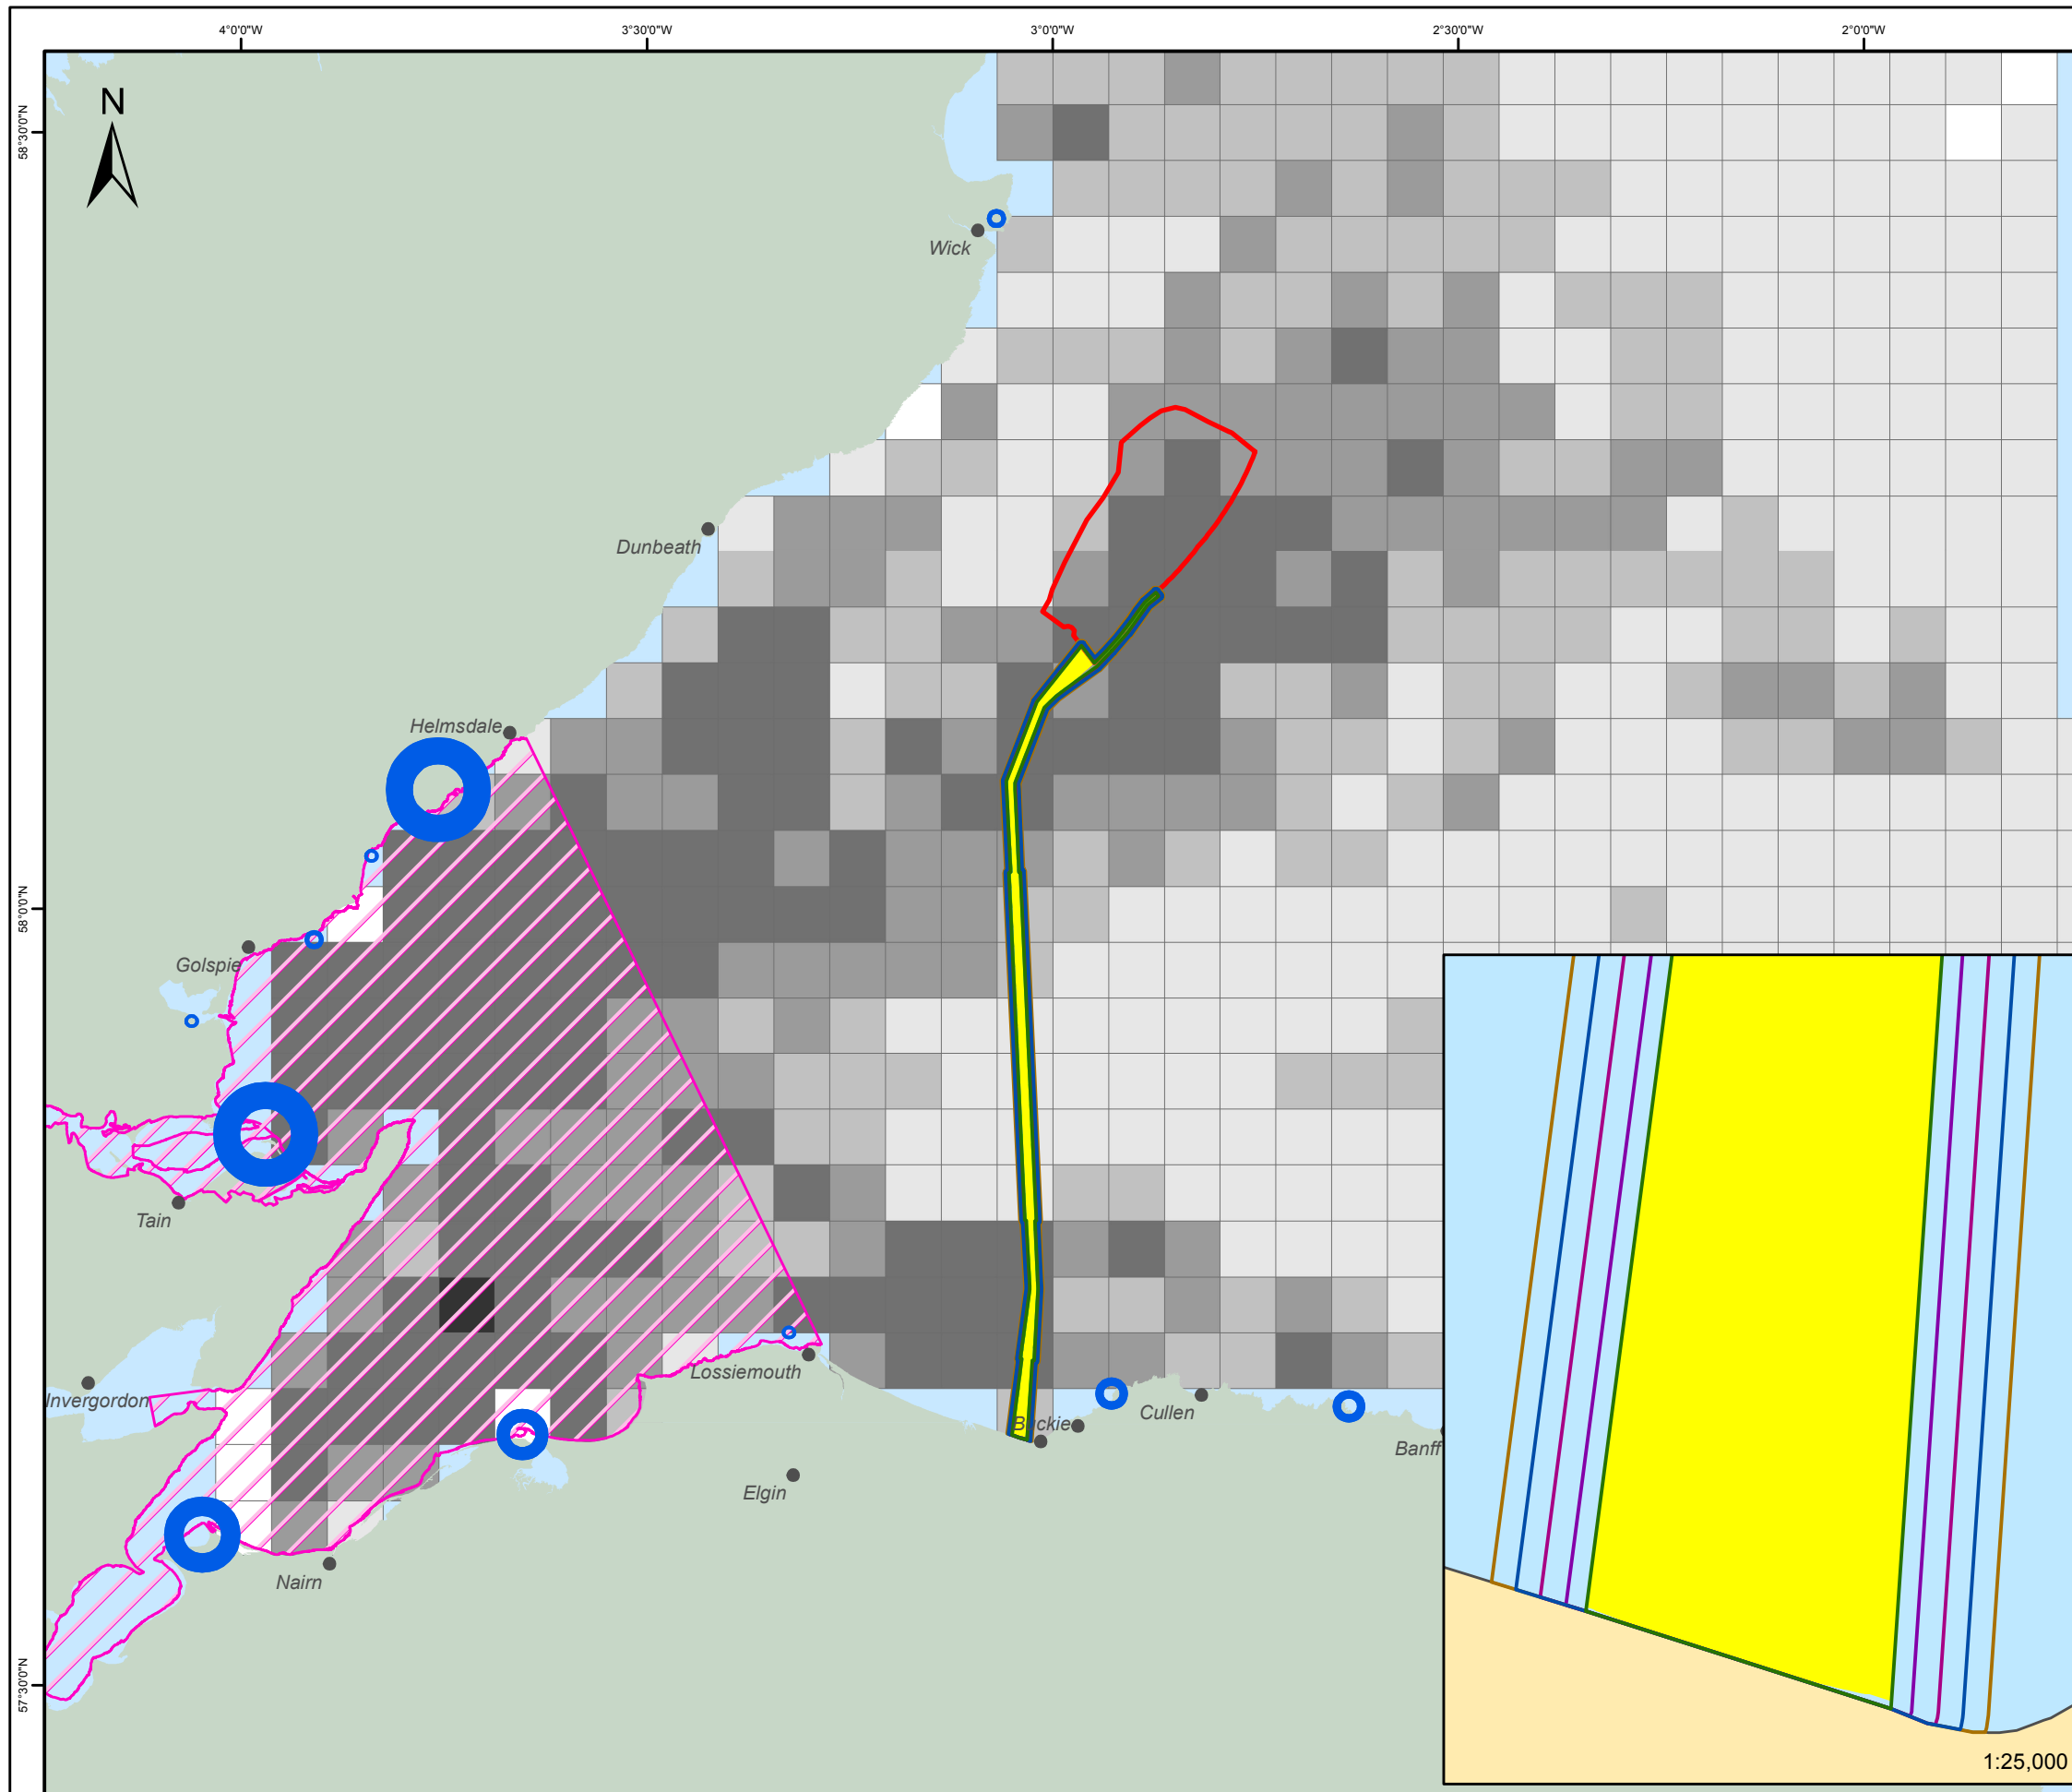 4°0'0"W 3°30'0"W 3°0'0"W 2°30'0"W 2°0'0"W
N
58°30'0"N
Wick
Dunbeath
Helmsdale
58°0'0"N
Golspie
Tain
Lossiemouth
Invergordon
Cullen
Buckie
Banff
Elgin
Nairn
57°30'0"N
1:25,000